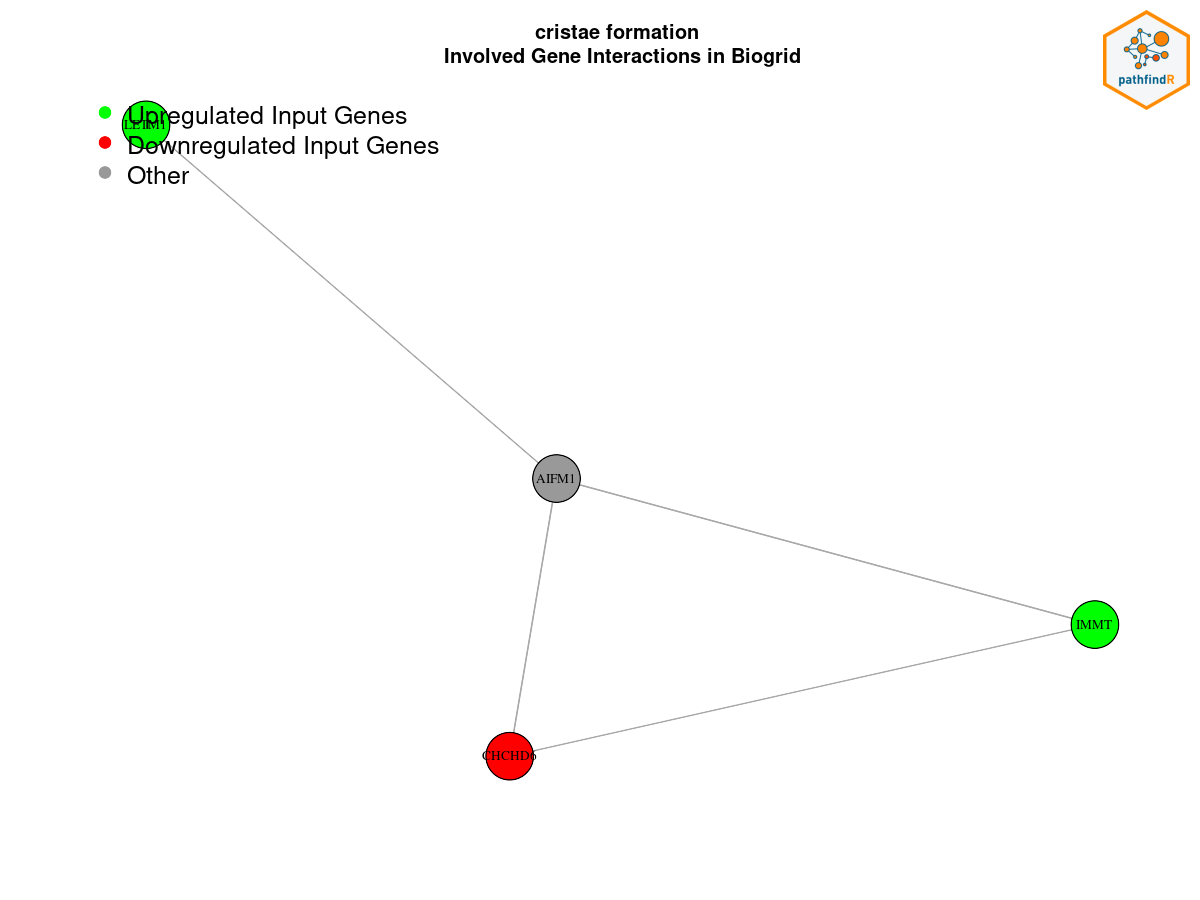 cristae formation
Involved Gene Interactions in Biogrid
pathfindR
Upregulated Input Genes
LETM1
Downregulated Input Genes
Other
AIFM1
IMMT
CHCHD6